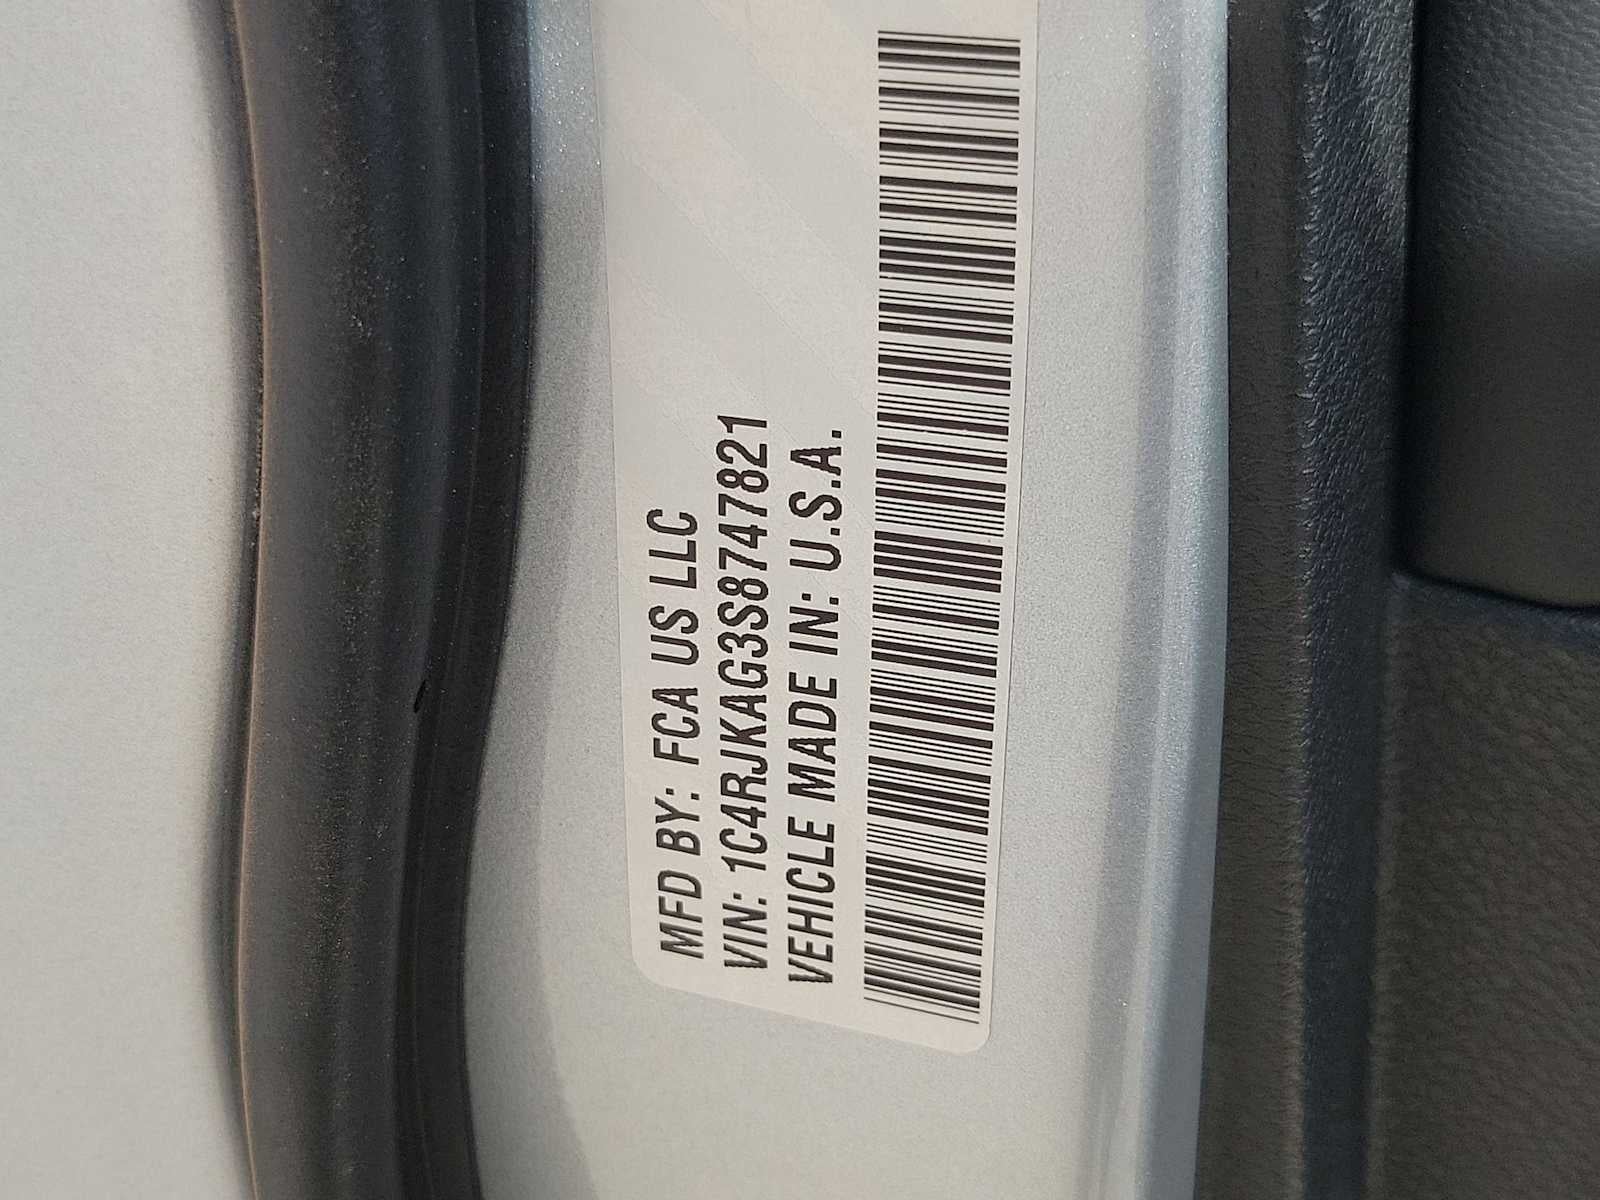 MFD BY: FCA US LLC
VIN: 1C4RJKAG3S8747821
VEHICLE MADE IN: U.S.A.